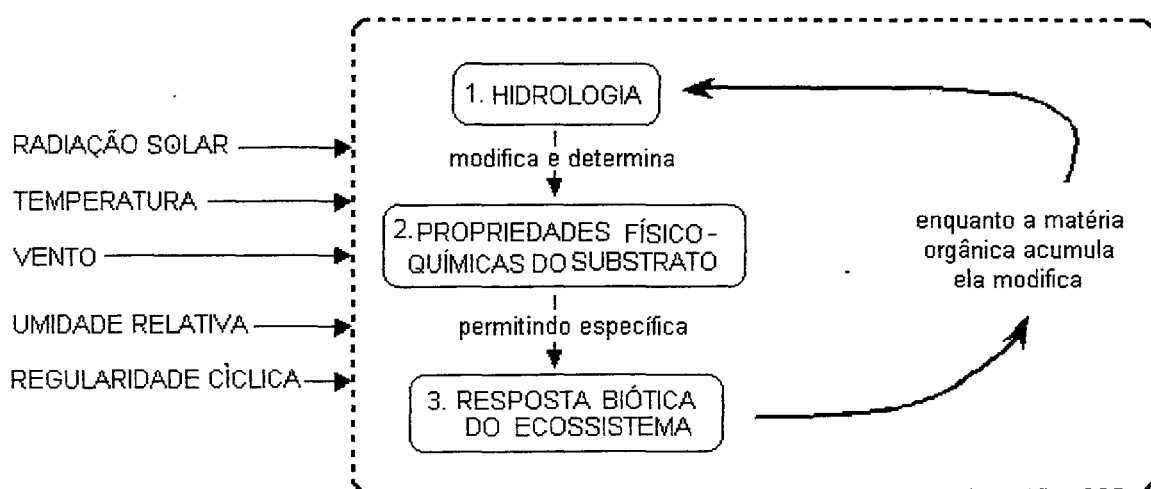 RADIAÇÃO SOLAR
TEMPERATURA
VENTO
UMIDADE RELATIVA
REGULARIDADE CÌCLICA
1. HIDROLOGIA
modifica e determina
2. PROPRIEDADES FÍSICO-
QUÍMICAS DO SUBSTRATO
permitindo específica
3. RESPOSTA BIÓTICA
DO ECOSSISTEMA
enquanto a matéria
orgânica acumula
ela modifica